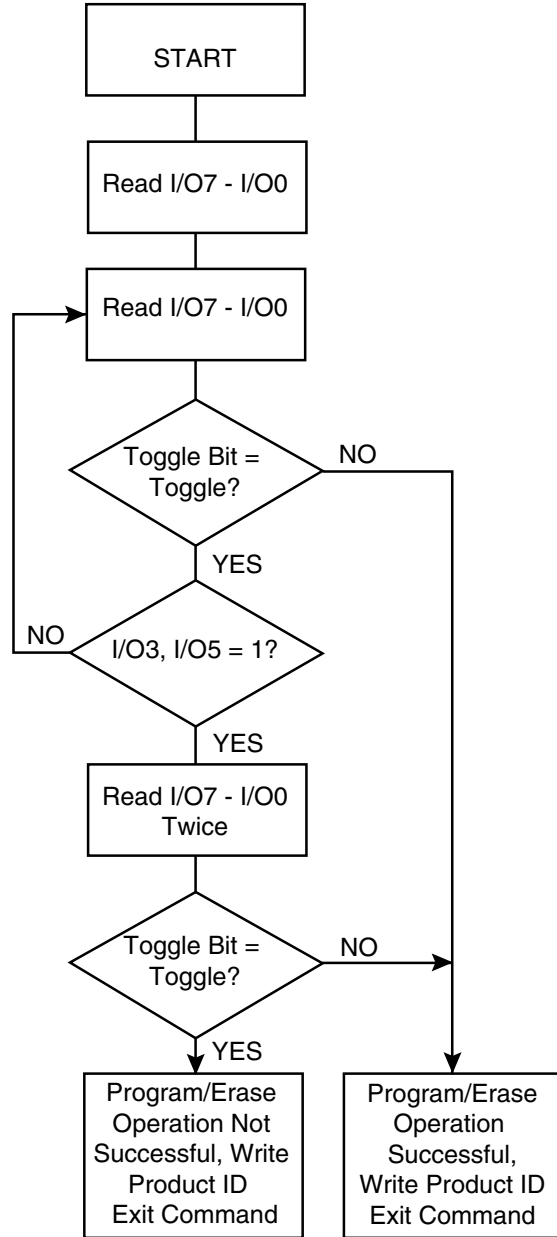 START
Read I/O7 - I/O0
Read I/O7 - I/O0
Toggle Bit =
Toggle?
NO
YES
NO
I/O3, I/O5 = 1?
YES
Read I/O7 - I/O0
Twice
Toggle Bit =
Toggle?
NO
YES
Program/Erase
Operation Not
Successful, Write
Product ID
Exit Command
Program/Erase
Operation
Successful,
Write Product ID
Exit Command